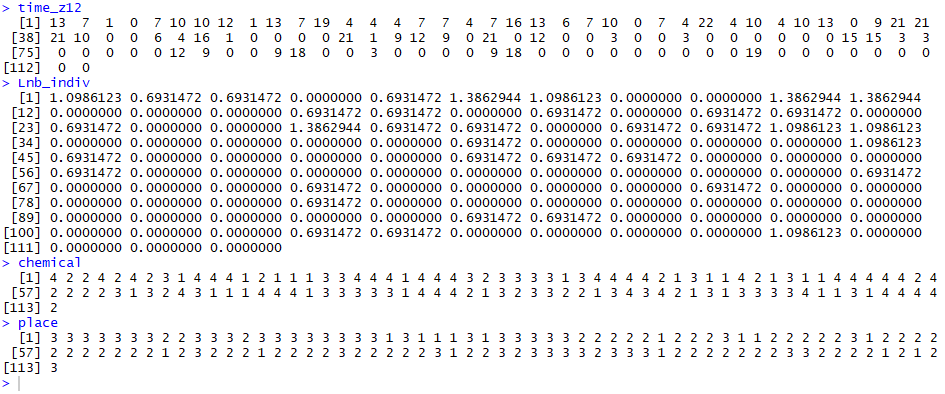 > time_z12
[1] 13 7 1 0 7 10 10 12 1 13 7 19 4 4 7 10 9 4 7 16 13 6 7 10 0 7 4 22 4 10 4 10 13 0 9 21 21
[38] 21 10 0 0 6 4 16 1 0 0 0 0 21 1 9 12 9 0 21 0 12 0 0 3 0 0 3 0 0 0 0 0 0 15 15 3 3
[75] 0 0 0 0 0 12 9 0 0 9 18 0 0 3 0 0 0 0 9 18 0 0 0 0 0 0 0 0 0 19 0 0 0 0 0 0 0
[112] 0 0
> Lnb_indiv
[1] 1.0986123 0.6931472 0.6931472 0.0000000 0.6931472 1.3862944 1.0986123 0.0000000 0.0000000 1.3862944 1.3862944
[12] 0.0000000 0.0000000 0.0000000 0.6931472 0.6931472 0.0000000 0.6931472 0.0000000 0.6931472 0.6931472 0.0000000
[23] 0.6931472 0.0000000 0.0000000 1.3862944 0.6931472 0.6931472 0.0000000 0.6931472 0.6931472 1.0986123 1.0986123
[34] 0.0000000 0.0000000 0.0000000 0.0000000 0.0000000 0.6931472 0.0000000 0.0000000 0.0000000 0.0000000 1.0986123
[45] 0.6931472 0.0000000 0.0000000 0.0000000 0.0000000 0.6931472 0.6931472 0.6931472 0.0000000 0.0000000 0.0000000
[56] 0.6931472 0.0000000 0.0000000 0.0000000 0.0000000 0.0000000 0.0000000 0.0000000 0.0000000 0.0000000 0.6931472
[67] 0.0000000 0.0000000 0.0000000 0.6931472 0.0000000 0.0000000 0.0000000 0.0000000 0.6931472 0.0000000 0.0000000
[78] 0.0000000 0.0000000 0.0000000 0.6931472 0.0000000 0.0000000 0.0000000 0.0000000 0.0000000 0.0000000 0.0000000
[89] 0.0000000 0.0000000 0.0000000 0.0000000 0.0000000 0.6931472 0.6931472 0.0000000 0.0000000 0.0000000 0.0000000
[100] 0.0000000 0.0000000 0.0000000 0.6931472 0.6931472 0.0000000 0.0000000 0.0000000 0.0000000 1.0986123 0.0000000
[111] 0.0000000 0.0000000 0.0000000
> chemical
[1] 4 2 2 4 2 4 2 3 1 4 4 4 1 2 1 1 1 3 3 4 4 4 1 4 4 4 3 2 3 3 3 3 1 3 4 4 4 4 2 1 3 1 1 4 2 1 3 1 1 4 4 4 4 4 2 4
[57] 2 2 2 2 3 1 3 2 4 3 1 1 1 4 4 4 1 3 3 3 3 3 1 4 4 4 2 1 3 2 3 3 2 2 1 3 4 3 4 2 1 3 1 3 3 3 3 4 1 1 3 1 4 4 4 4
[113] 2
> place
[1] 3 3 3 3 3 3 3 2 2 3 3 3 2 3 3 3 3 3 3 3 3 1 3 1 1 1 3 1 3 3 3 3 3 2 2 2 2 2 1 2 2 2 3 1 1 2 2 2 2 2 3 1 2 2 2 2
[57] 2 2 2 2 2 2 2 1 2 3 2 2 2 1 2 2 2 2 3 2 2 2 2 2 3 1 2 2 3 3 3 3 3 2 3 3 3 1 2 2 2 2 2 2 2 2 3 3 2 2 2 2 1 2 1 2
[113] 3
>